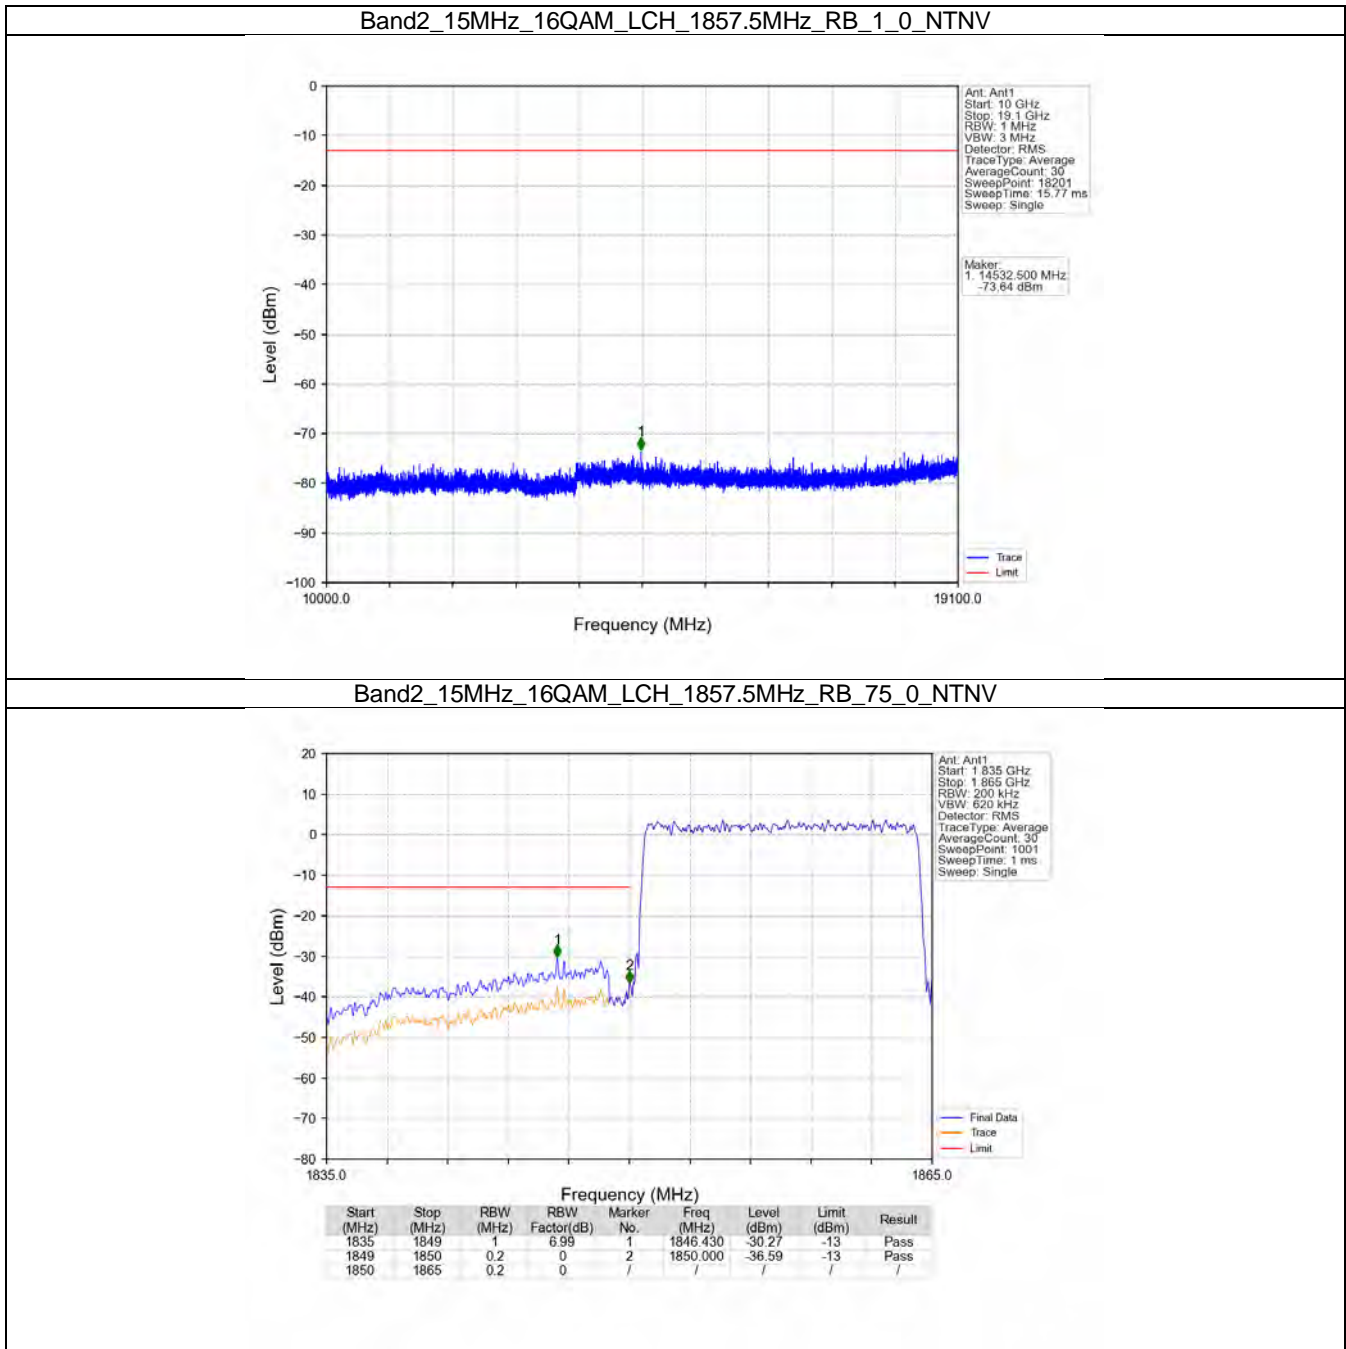 Band2_15MHz_16QAM_LCH_1857.5MHz_RB_1_0_NTNV
0
−10
−20
−30
−40
−50
−60
−70
−80
−90
−100
Level (dBm)
1
10000.0
19100.0
Frequency (MHz)
Ant: Ant1
Start: 10 GHz
Stop: 19.1 GHz
RBW: 1 MHz
VBW: 3 MHz
Detector: RMS
TraceType: Average
AverageCount: 30
SweepPoint: 18201
SweepTime: 15.77 ms
Sweep: Single
Maker:
1. 14532.500 MHz
-73.64 dBm
Trace
Limit
Band2_15MHz_16QAM_LCH_1857.5MHz_RB_75_0_NTNV
20
10
0
−10
−20
−30
−40
−50
−60
−70
−80
Level (dBm)
1
2
1835.0
1865.0
Frequency (MHz)
Ant: Ant1
Start: 1.835 GHz
Stop: 1.865 GHz
RBW: 200 kHz
VBW: 620 kHz
Detector: RMS
TraceType: Average
AverageCount: 30
SweepPoint: 1001
SweepTime: 1 ms
Sweep: Single
Final Data
Trace
Limit
Start (MHz) Stop (MHz) RBW (MHz) RBW Factor(dB) Marker No. Freq (MHz) Level (dBm) Limit (dBm) Result
1835 1849 1 6.99 1 1846.430 -30.27 -13 Pass
1849 1850 0.2 0 2 1850.000 -36.59 -13 Pass
1850 1865 0.2 0 / / / / /